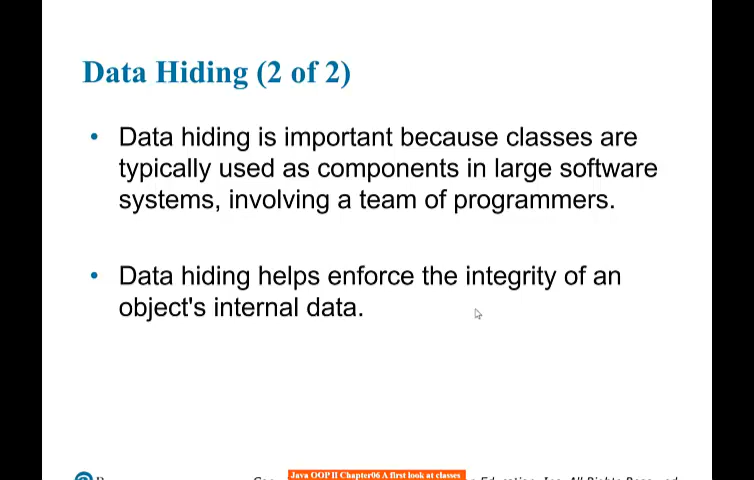 Data Hiding (2 of 2)
• Data hiding is important because classes are
typically used as components in large software
systems, involving a team of programmers.
• Data hiding helps enforce the integrity of an
object's internal data.
Java OOP II Chapter06 A first look at classes
Education, Inc. All Rights Reserved